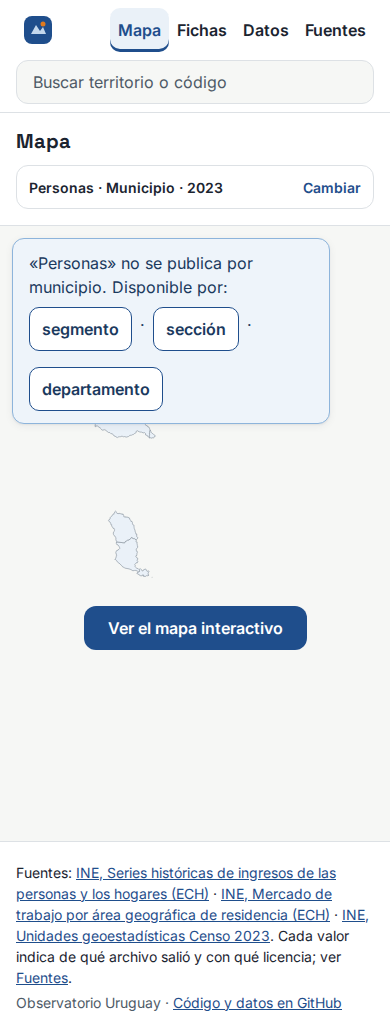 Mapa Fichas Datos Fuentes
Buscar territorio o código
Mapa
Personas · Municipio · 2023 Cambiar
«Personas» no se publica por
municipio. Disponible por:
segmento · sección ·
departamento
Ver el mapa interactivo
Fuentes: INE, Series históricas de ingresos de las
personas y los hogares (ECH) · INE, Mercado de
trabajo por área geográfica de residencia (ECH) · INE,
Unidades geoestadísticas Censo 2023. Cada valor
indica de qué archivo salió y con qué licencia; ver
Fuentes.
Observatorio Uruguay · Código y datos en GitHub